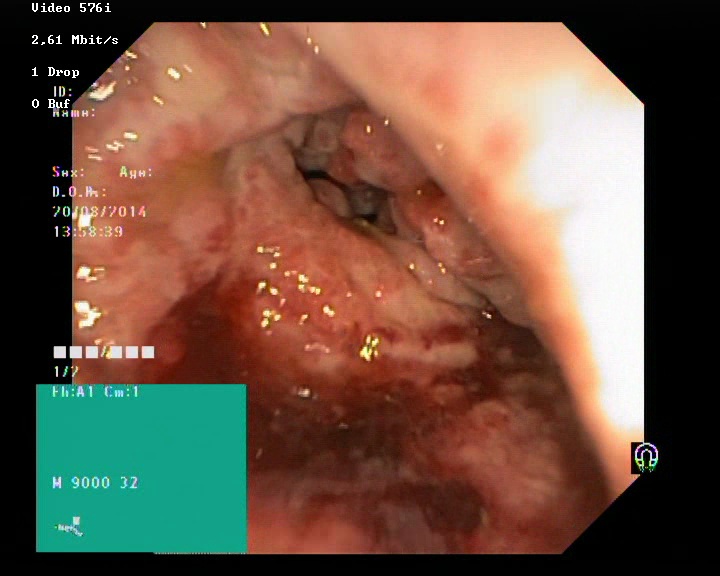 Video 576i
2,61 Mbit/s
1 Drop
ID:
0 Buf
Name:
Sex: Age:
D.O.B.:
20/08/2014
13:58:39
1/2
Eh:A1 Cm:1
M 9000 32